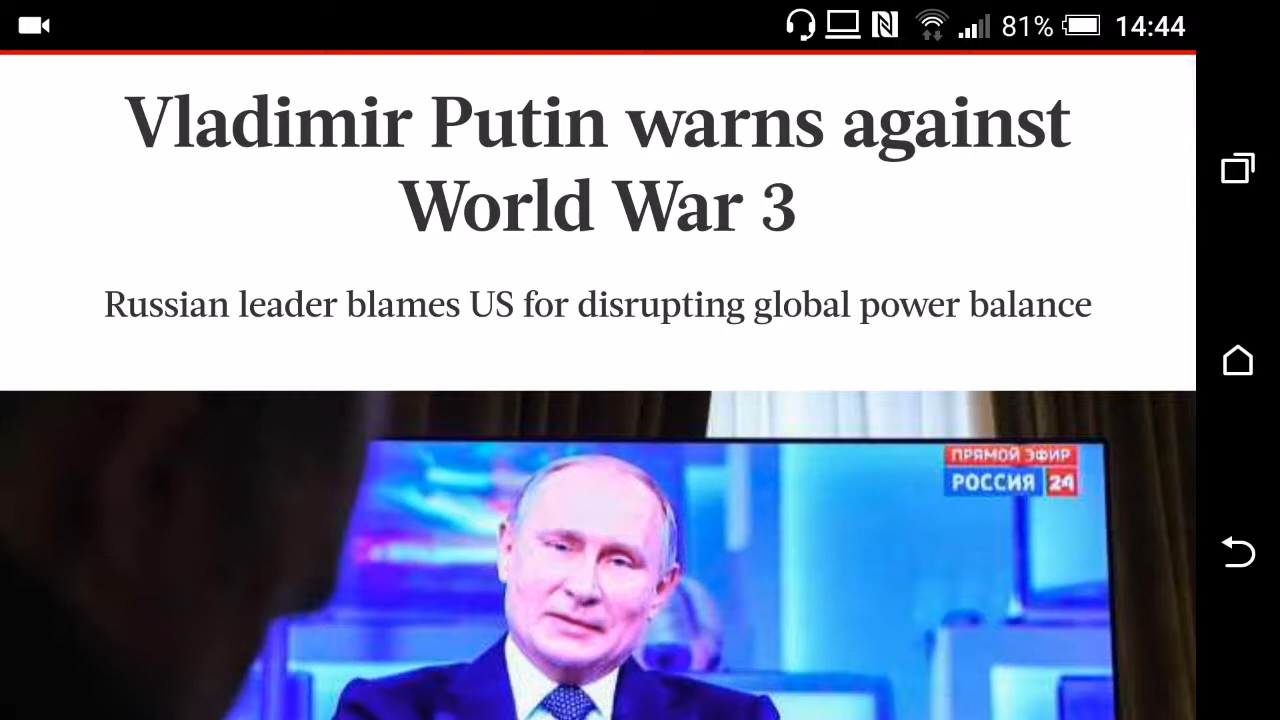 81% 14:44
Vladimir Putin warns against
World War 3
Russian leader blames US for disrupting global power balance
ПРЯМОЙ ЭФИР
РОССИЯ 24